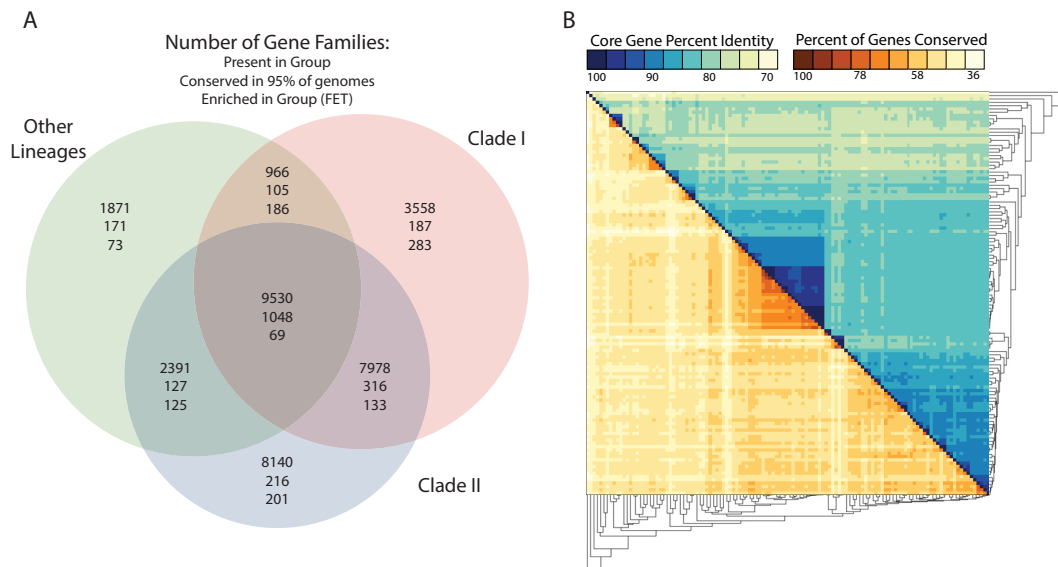 A
Number of Gene Families:
Present in Group
Conserved in 95% of genomes
Enriched in Group (FET)
Other
Lineages
Clade I
966
105
186
1871
171
73
3558
187
283
9530
1048
69
2391
127
125
7978
316
133
8140
216
201
Clade II
B
Core Gene Percent Identity
100 90 80 70
Percent of Genes Conserved
100 78 58 36